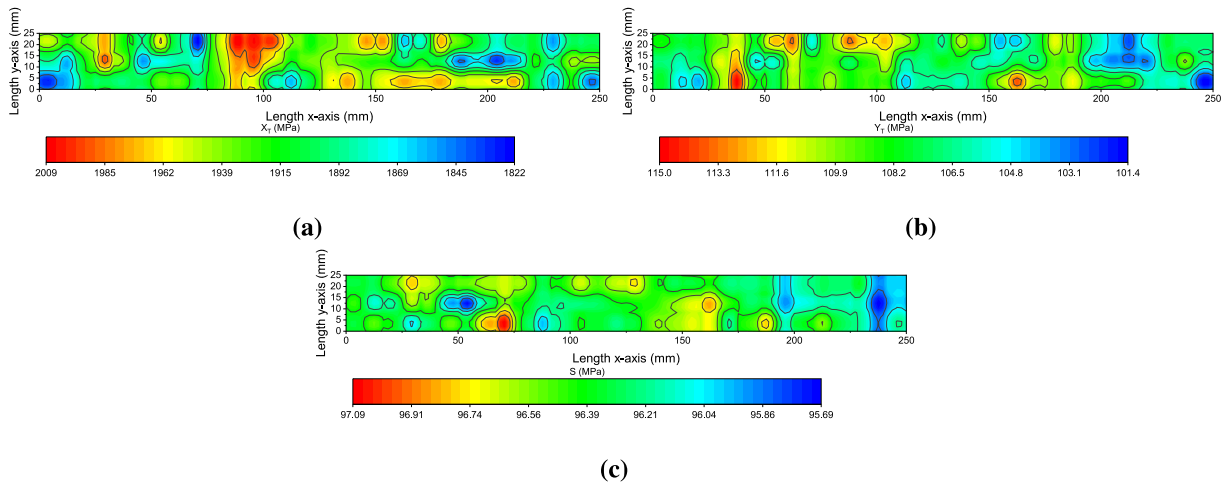 25
20
15
10
5
0
Length y-axis (mm)
0 50 100 150 200 250
Length x-axis (mm)
X_T (MPa)
2009 1985 1962 1939 1915 1892 1869 1845 1822
(a)
25
20
15
10
5
0
Length y-axis (mm)
0 50 100 150 200 250
Length x-axis (mm)
Y_T (MPa)
115.0 113.3 111.6 109.9 108.2 106.5 104.8 103.1 101.4
(b)
25
20
15
10
5
0
Length y-axis (mm)
0 50 100 150 200 250
Length x-axis (mm)
S (MPa)
97.09 96.91 96.74 96.56 96.39 96.21 96.04 95.86 95.69
(c)